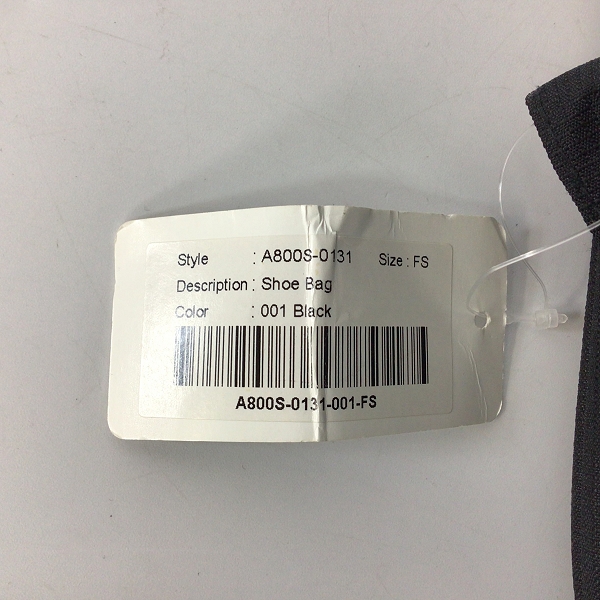 Style : A800S-0131 Size : FS
Description : Shoe Bag
Color : 001 Black
A800S-0131-001-FS